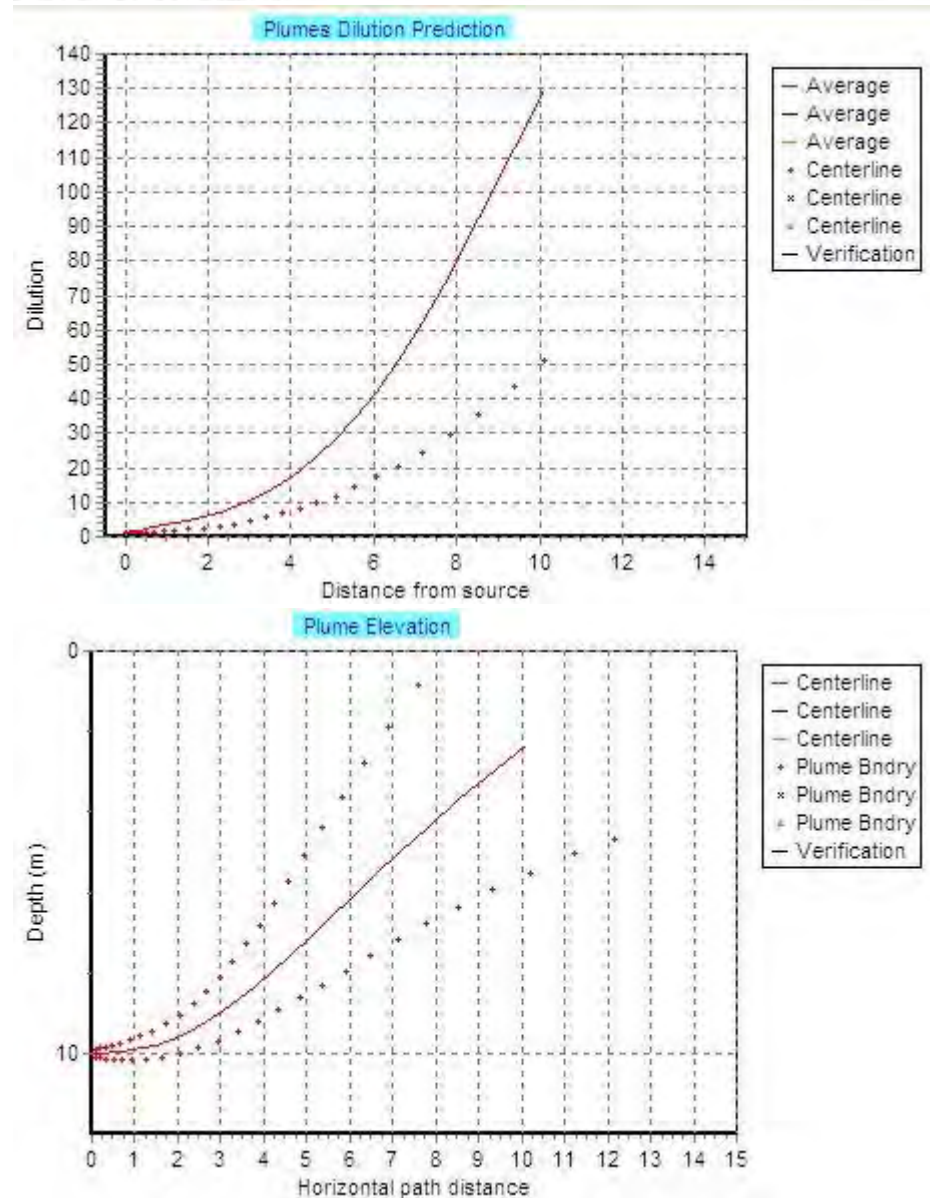 Plumes Dilution Prediction
140
130
120
110
100
90
80
70
60
50
40
30
20
10
0
Dilution
0 2 4 6 8 10 12 14
Distance from source
Average
Average
Average
Centerline
Centerline
Centerline
Verification
Plume Elevation
0
10
Depth (m)
0 1 2 3 4 5 6 7 8 9 10 11 12 13 14 15
Horizontal path distance
Centerline
Centerline
Centerline
Plume Bndry
Plume Bndry
Plume Bndry
Verification